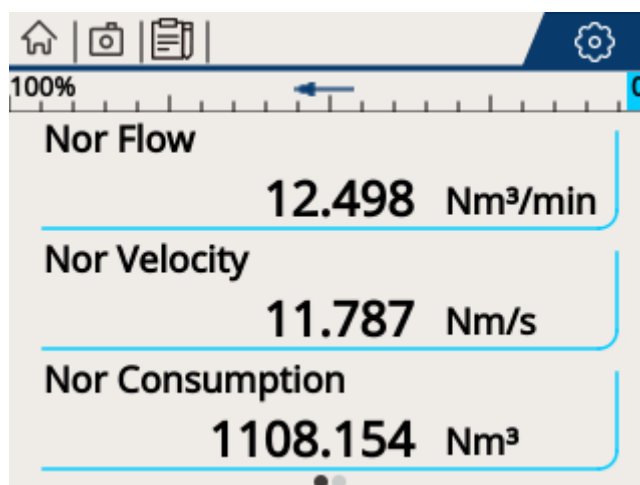 100%
0
Nor Flow
12.498 Nm³/min
Nor Velocity
11.787 Nm/s
Nor Consumption
1108.154 Nm³